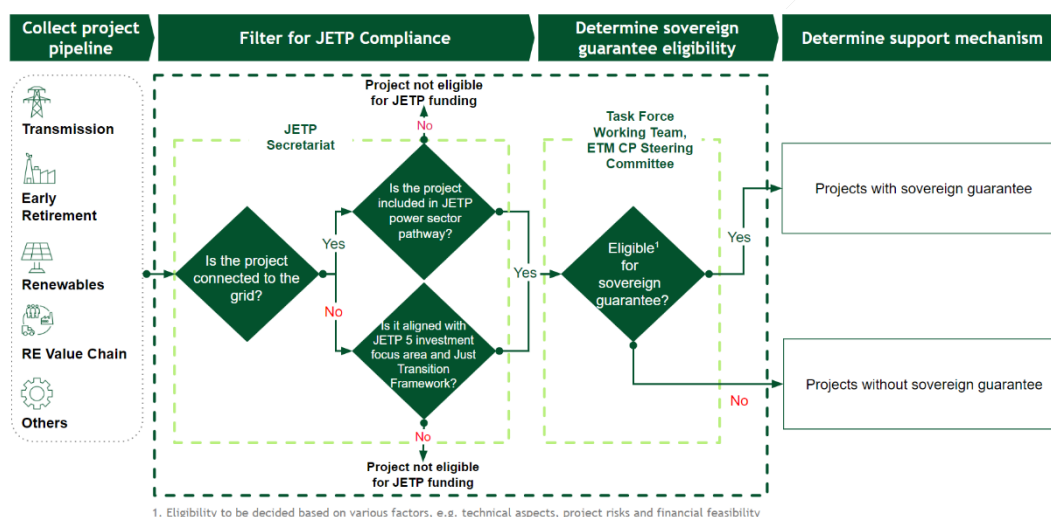 Collect project
pipeline
Filter for JETP Compliance
Determine sovereign
guarantee eligibility
Determine support mechanism
Transmission
Early
Retirement
Renewables
RE Value Chain
Others
Project not eligible
for JETP funding
No
JETP
Secretariat
Is the project
included in JETP
power sector
pathway?
Yes
Is the project
connected to the
grid?
No
Is it aligned with
JETP 5 investment
focus area and Just
Transition
Framework?
No
Project not eligible
for JETP funding
Yes
Task Force
Working Team,
ETM CP Steering
Committee
Eligible¹
for
sovereign
guarantee?
Yes
No
Projects with sovereign guarantee
Projects without sovereign guarantee
1. Eligibility to be decided based on various factors, e.g. technical aspects, project risks and financial feasibility